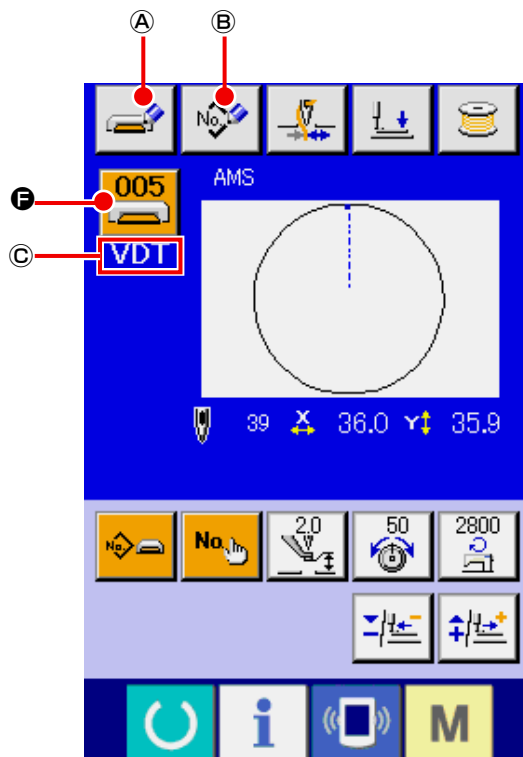 Ⓐ Ⓑ
No.
005 AMS
🅕
Ⓒ VDT
39 X 36.0 Y 35.9
No. No. 2.0 50 2800
i M